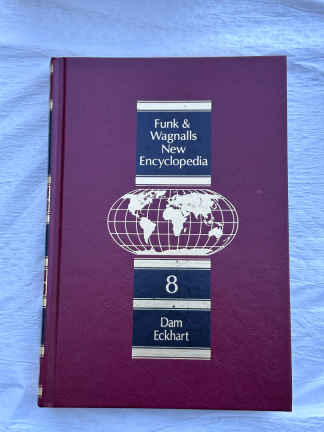 Funk &
Wagnalls
New
Encyclopedia
8
Dam
Eckhart